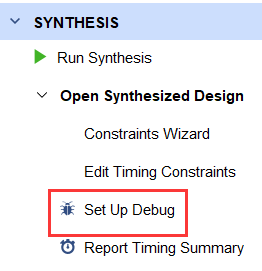 SYNTHESIS
Run Synthesis
Open Synthesized Design
Constraints Wizard
Edit Timing Constraints
Set Up Debug
Report Timing Summary